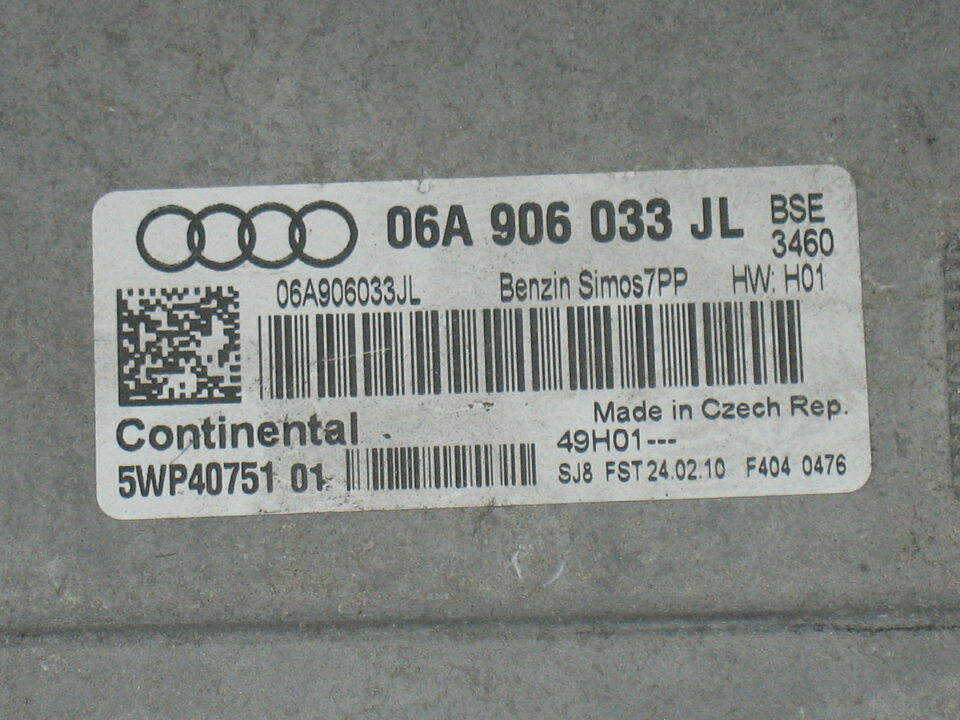 06A 906 033 JL BSE
3460
06A906033JL Benzin Simos7PP HW: H01
Made in Czech Rep.
Continental 49H01---
5WP40751 01 SJ8 FST 24.02.10 F404 0476